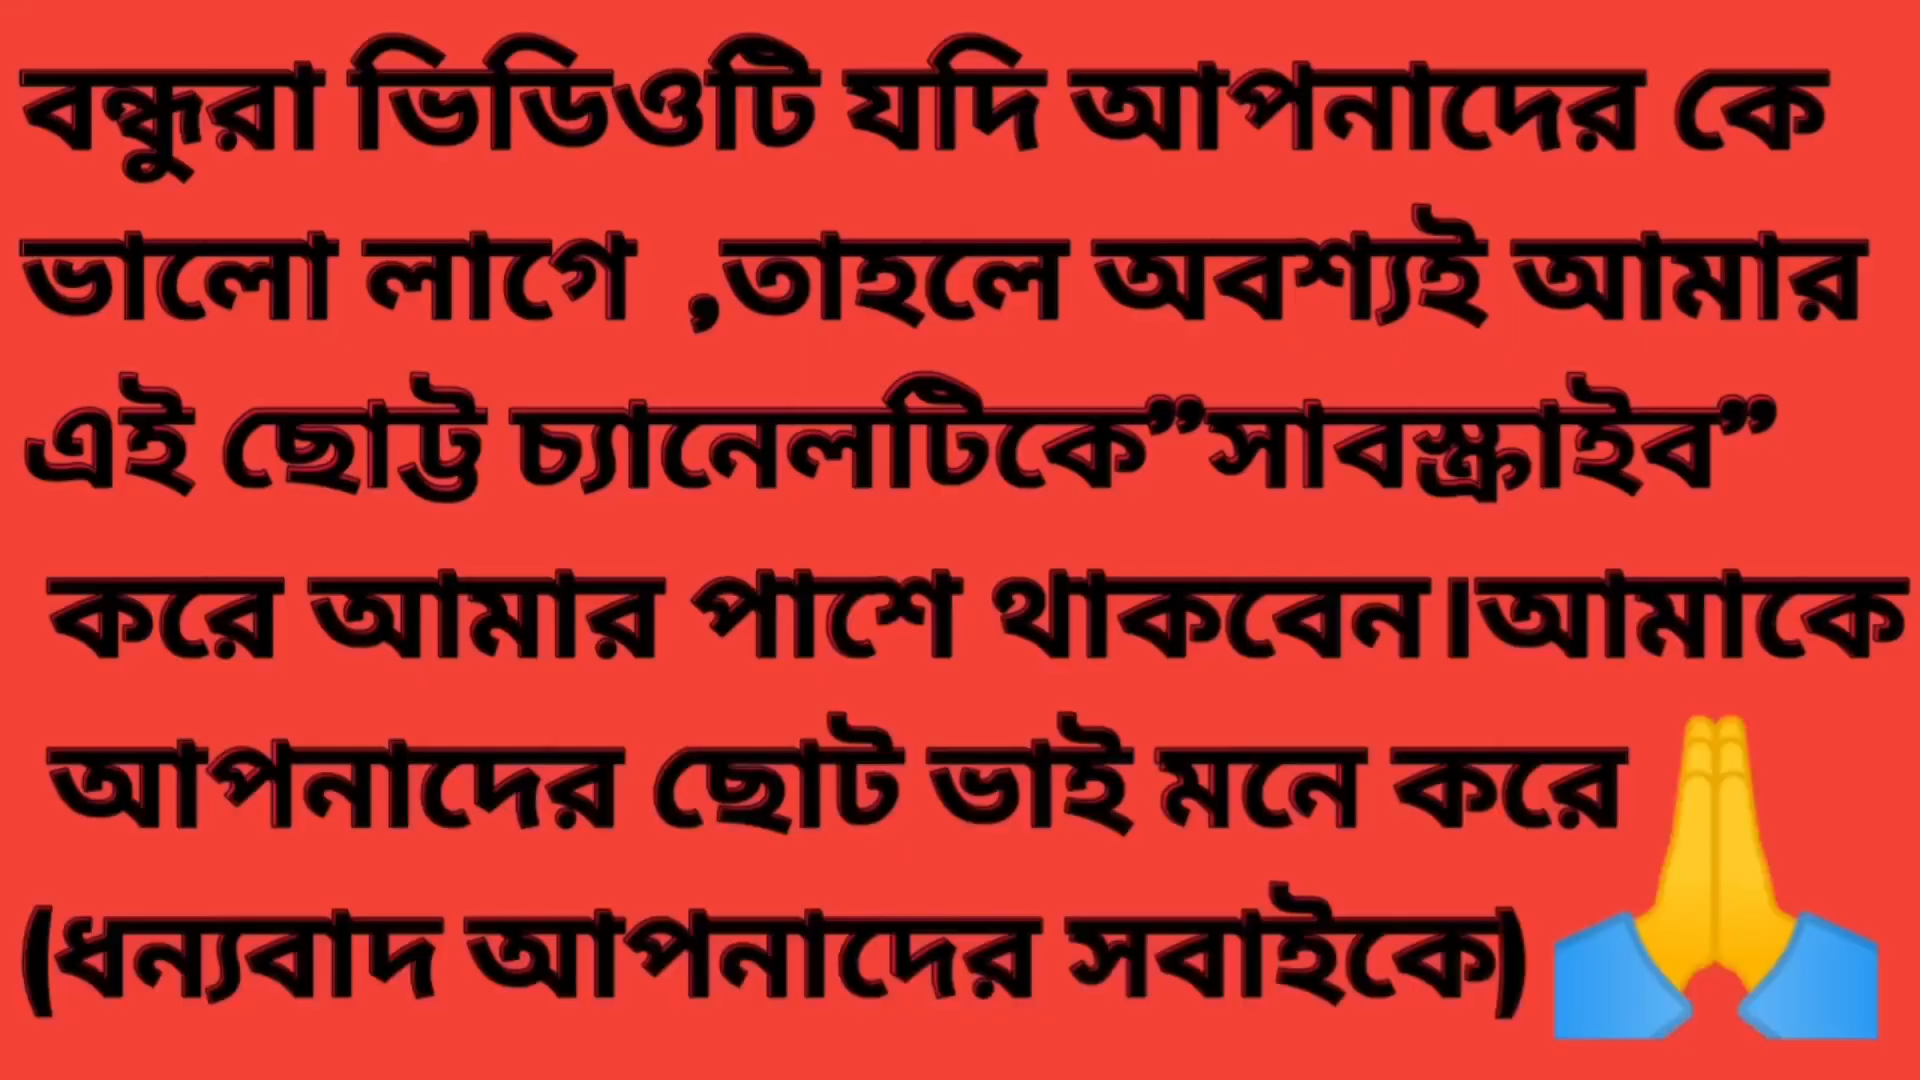 বন্ধুরা ভিডিওটি যদি আপনাদের কে
ভালো লাগে ,তাহলে অবশ্যই আমার
এই ছোট্ট চ্যানেলটিকে”সাবস্ক্রাইব”
করে আমার পাশে থাকবেন।আমাকে
আপনাদের ছোট ভাই মনে করে
(ধন্যবাদ আপনাদের সবাইকে)